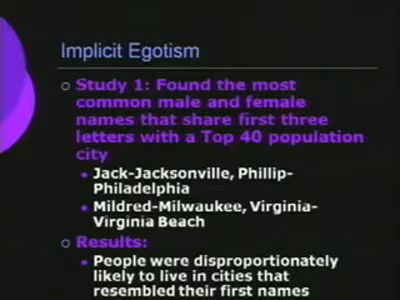 Implicit Egotism
Study 1: Found the most
common male and female
names that share first three
letters with a Top 40 population
city
Jack-Jacksonville, Phillip-
Philadelphia
Mildred-Milwaukee, Virginia-
Virginia Beach
Results:
People were disproportionately
likely to live in cities that
resembled their first names